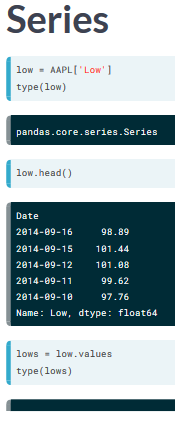 Series
low = AAPL['Low']
type(low)
pandas.core.series.Series
low.head()
Date
2014-09-16 98.89
2014-09-15 101.44
2014-09-12 101.08
2014-09-11 99.62
2014-09-10 97.76
Name: Low, dtype: float64
lows = low.values
type(lows)